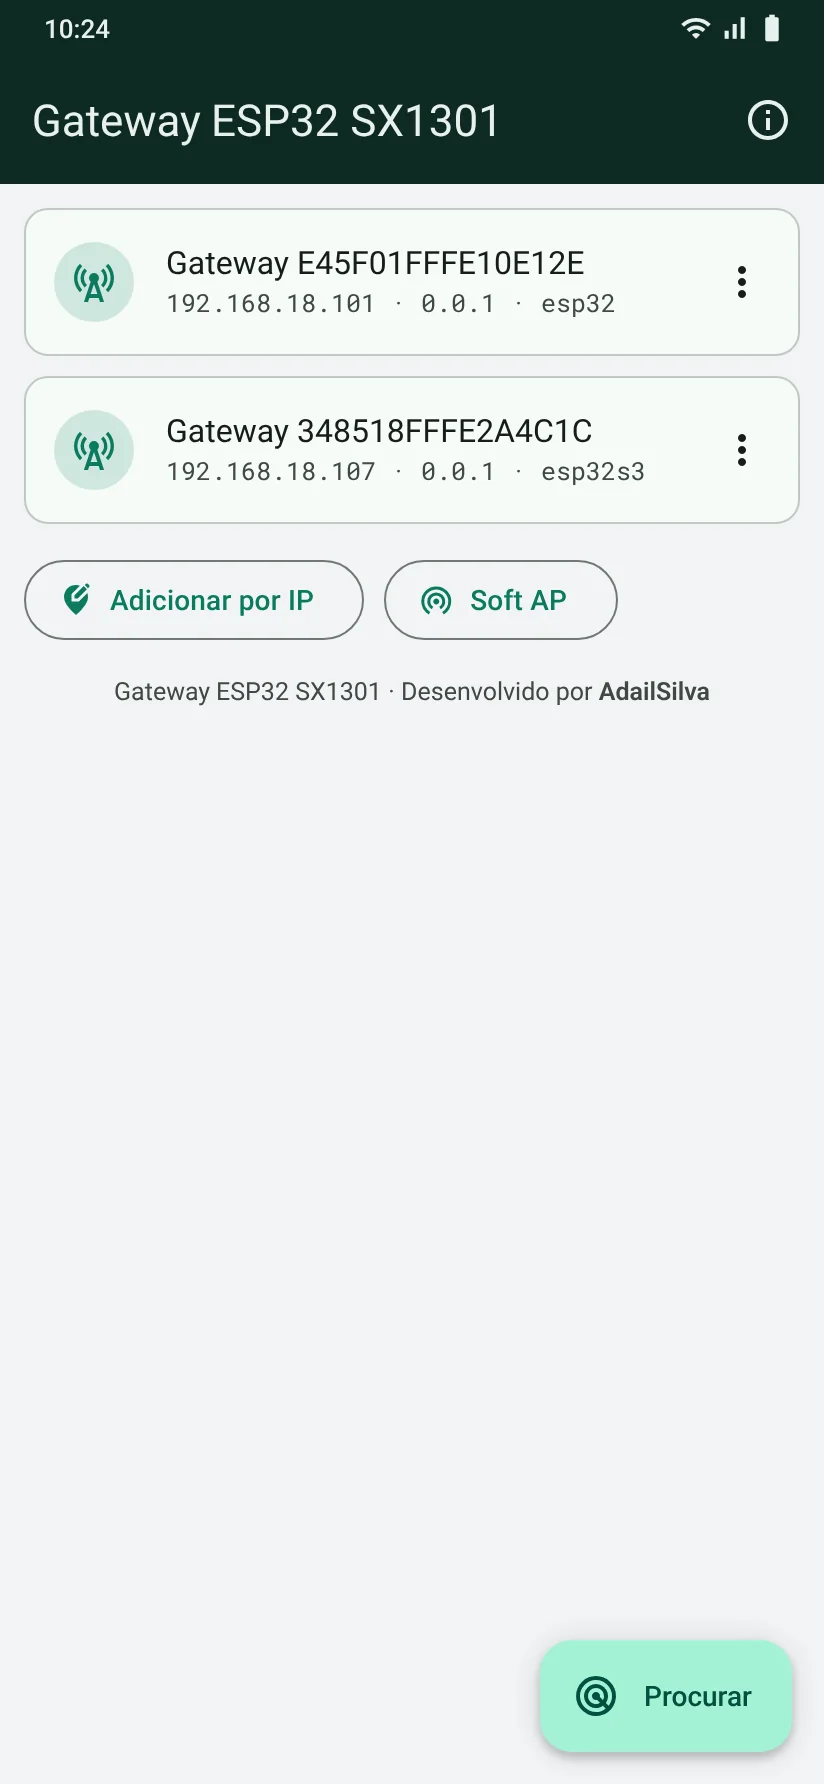 10:24
Gateway ESP32 SX1301
Gateway E45F01FFFE10E12E
192.168.18.101 · 0.0.1 · esp32
Gateway 348518FFFE2A4C1C
192.168.18.107 · 0.0.1 · esp32s3
Adicionar por IP
Soft AP
Gateway ESP32 SX1301 · Desenvolvido por AdailSilva
Procurar